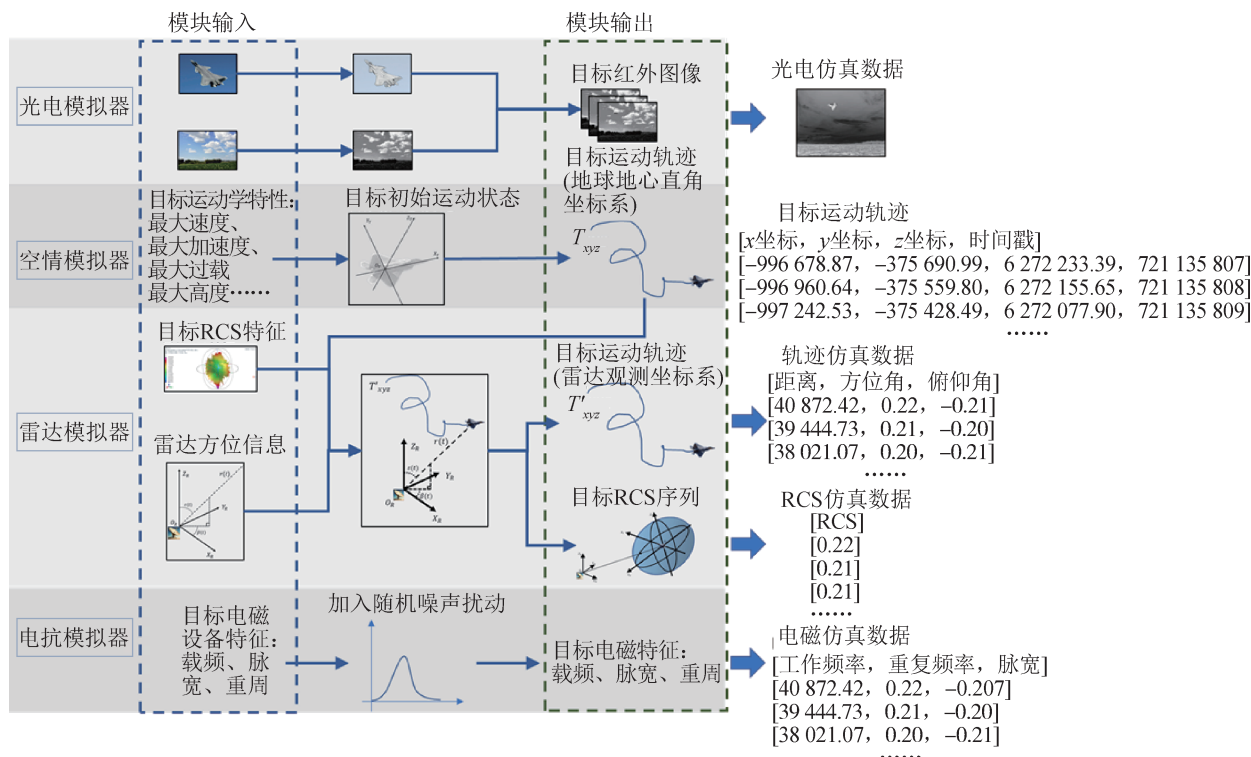 模块输入
模块输出
光电模拟器
目标红外图像
目标运动轨迹
(地球地心直角
坐标系)
光电仿真数据
空情模拟器
目标运动学特性:
最大速度、
最大加速度、
最大过载
最大高度……
目标初始运动状态
Txyz
目标运动轨迹
[x坐标，y坐标，z坐标，时间戳]
[−996 678.87，−375 690.99，6 272 233.39，721 135 807]
[−996 960.64，−375 559.80，6 272 155.65，721 135 808]
[−997 242.53，−375 428.49，6 272 077.90，721 135 809]
……
雷达模拟器
目标RCS特征
雷达方位信息
ZR
r(t)
YR
OR
β(t)
XR
T′xyz
ZR
r(t)
ε(t)
YR
OR
β(t)
XR
目标运动轨迹
(雷达观测坐标系)
T′xyz
目标RCS序列
轨迹仿真数据
[距离，方位角，俯仰角]
[40 872.42，0.22，−0.21]
[39 444.73，0.21，−0.20]
[38 021.07，0.20，−0.21]
……
RCS仿真数据
[RCS]
[0.22]
[0.21]
[0.21]
……
电抗模拟器
目标电磁
设备特征：
载频、脉
宽、重周
加入随机噪声扰动
目标电磁特征：
载频、脉宽、重周
电磁仿真数据
[工作频率，重复频率，脉宽]
[40 872.42，0.22，−0.207]
[39 444.73，0.21，−0.20]
[38 021.07，0.20，−0.21]
……